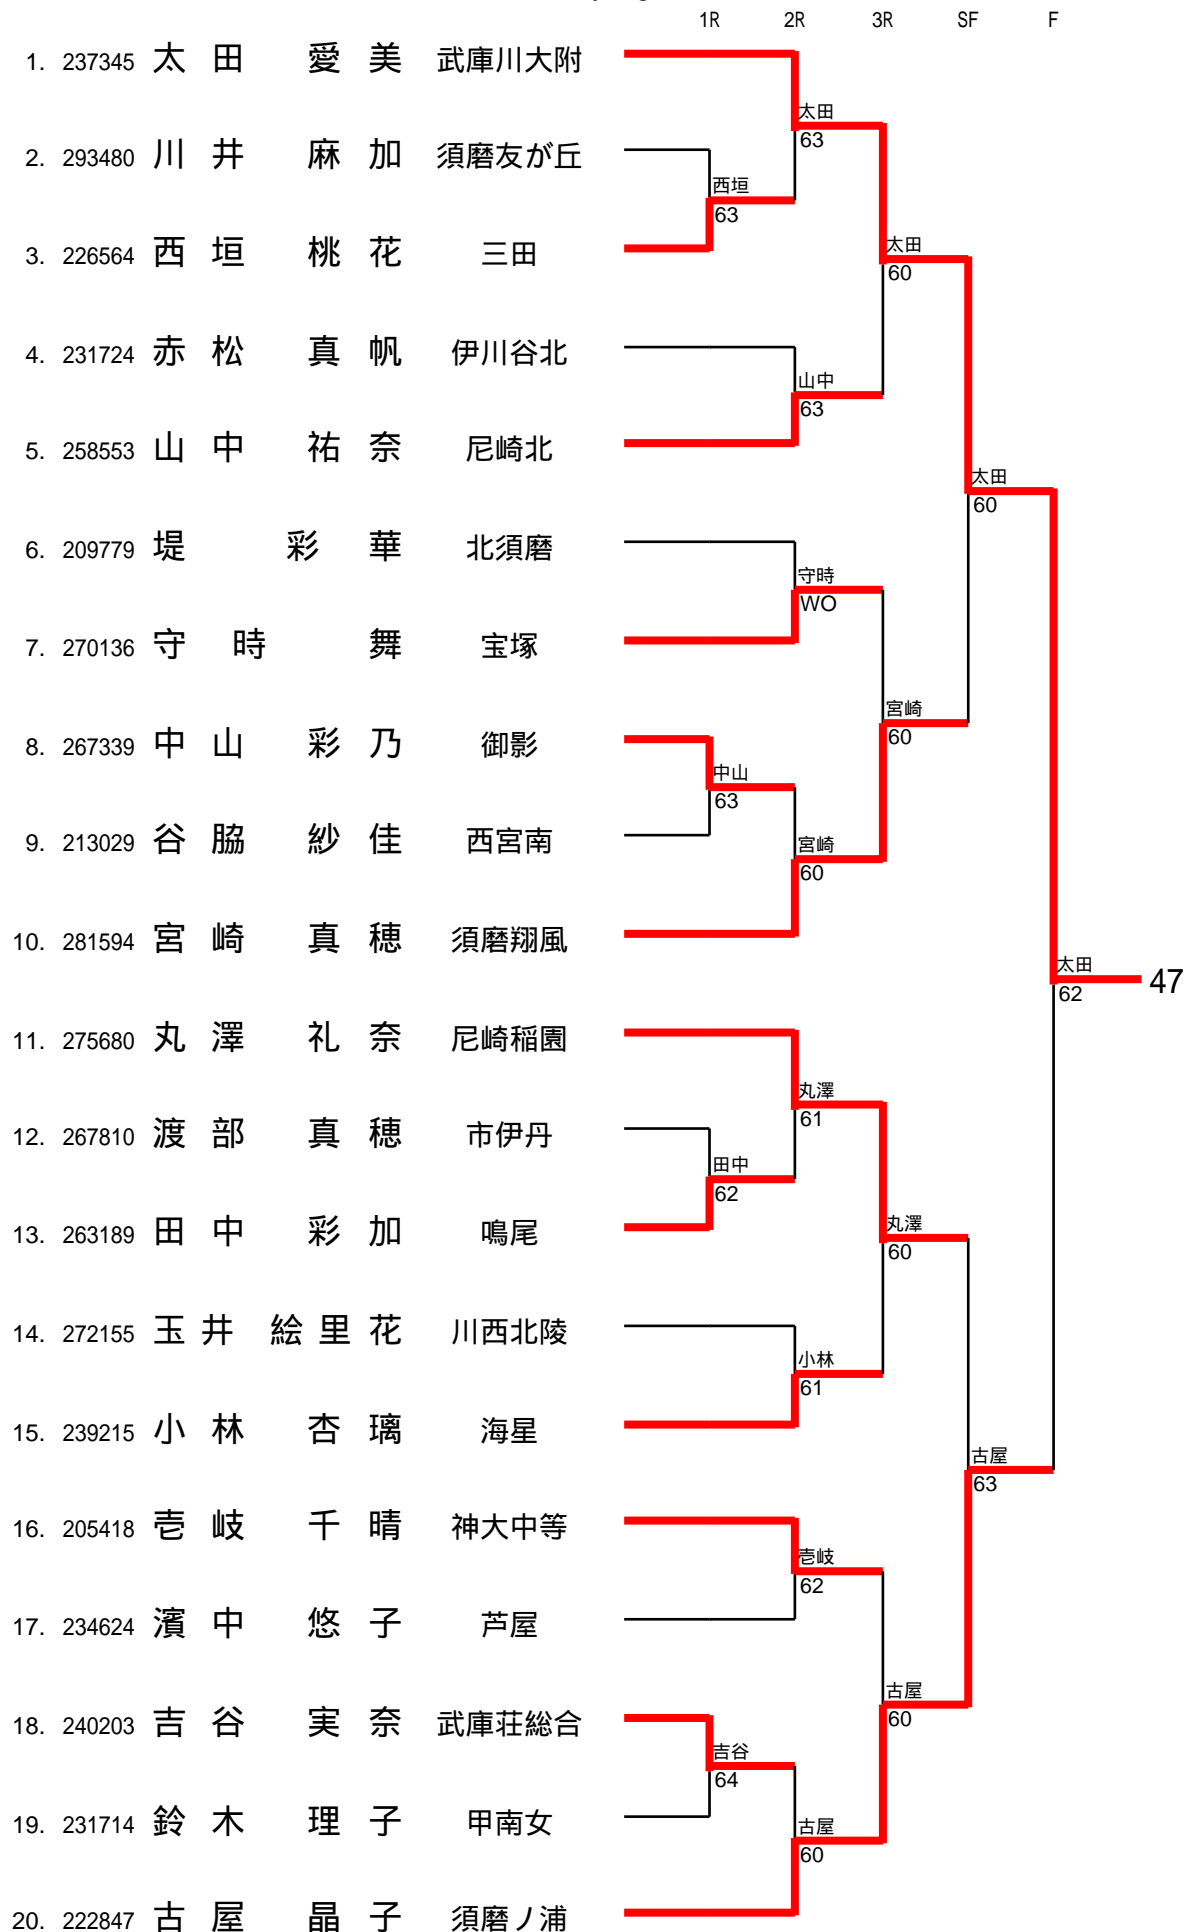 1R 2R 3R SF F
1. 237345 太田 愛美 武庫川大附
太田
63
2. 293480 川井 麻加 須磨友が丘
西垣
63
3. 226564 西垣 桃花 三田
太田
60
4. 231724 赤松 真帆 伊川谷北
山中
63
5. 258553 山中 祐奈 尼崎北
太田
60
6. 209779 堤 彩華 北須磨
守時
WO
7. 270136 守時 舞 宝塚
宮崎
60
8. 267339 中山 彩乃 御影
中山
63
9. 213029 谷脇 紗佳 西宮南
宮崎
60
10. 281594 宮崎 真穂 須磨翔風
太田
62
47
11. 275680 丸澤 礼奈 尼崎稲園
丸澤
61
12. 267810 渡部 真穂 市伊丹
田中
62
13. 263189 田中 彩加 鳴尾
丸澤
60
14. 272155 玉井 絵里花 川西北陵
小林
61
15. 239215 小林 杏璃 海星
古屋
63
16. 205418 壱岐 千晴 神大中等
壱岐
62
17. 234624 濱中 悠子 芦屋
古屋
60
18. 240203 吉谷 実奈 武庫荘総合
吉谷
64
19. 231714 鈴木 理子 甲南女
古屋
60
20. 222847 古屋 晶子 須磨ノ浦